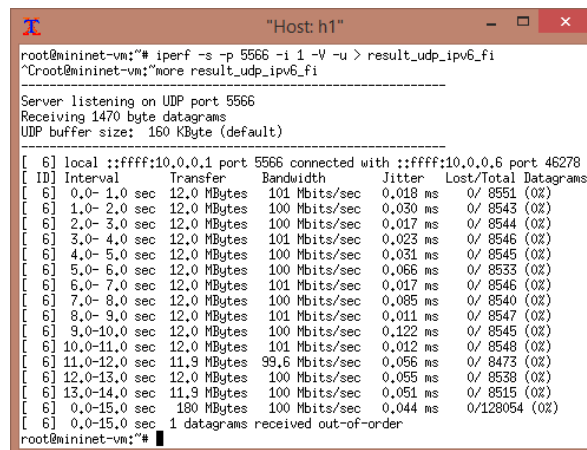 "Host: h1"
root@mininet-vm:~# iperf -s -p 5566 -i 1 -V -u > result_udp_ipv6_fi
^Croot@mininet-vm:~more result_udp_ipv6_fi
------------------------------------------------------------
Server listening on UDP port 5566
Receiving 1470 byte datagrams
UDP buffer size:  160 KByte (default)
------------------------------------------------------------
[  6] local ::ffff:10.0.0.1 port 5566 connected with ::ffff:10.0.0.6 port 46278
[ ID] Interval       Transfer     Bandwidth        Jitter   Lost/Total Datagrams
[  6]  0.0- 1.0 sec  12.0 MBytes   101 Mbits/sec   0.018 ms    0/ 8551 (0%)
[  6]  1.0- 2.0 sec  12.0 MBytes   100 Mbits/sec   0.030 ms    0/ 8543 (0%)
[  6]  2.0- 3.0 sec  12.0 MBytes   100 Mbits/sec   0.017 ms    0/ 8544 (0%)
[  6]  3.0- 4.0 sec  12.0 MBytes   101 Mbits/sec   0.023 ms    0/ 8546 (0%)
[  6]  4.0- 5.0 sec  12.0 MBytes   100 Mbits/sec   0.031 ms    0/ 8545 (0%)
[  6]  5.0- 6.0 sec  12.0 MBytes   100 Mbits/sec   0.066 ms    0/ 8533 (0%)
[  6]  6.0- 7.0 sec  12.0 MBytes   101 Mbits/sec   0.017 ms    0/ 8546 (0%)
[  6]  7.0- 8.0 sec  12.0 MBytes   100 Mbits/sec   0.085 ms    0/ 8540 (0%)
[  6]  8.0- 9.0 sec  12.0 MBytes   101 Mbits/sec   0.011 ms    0/ 8547 (0%)
[  6]  9.0-10.0 sec  12.0 MBytes   100 Mbits/sec   0.122 ms    0/ 8545 (0%)
[  6] 10.0-11.0 sec  12.0 MBytes   101 Mbits/sec   0.012 ms    0/ 8548 (0%)
[  6] 11.0-12.0 sec  11.9 MBytes  99.6 Mbits/sec   0.056 ms    0/ 8473 (0%)
[  6] 12.0-13.0 sec  12.0 MBytes   100 Mbits/sec   0.055 ms    0/ 8538 (0%)
[  6] 13.0-14.0 sec  11.9 MBytes   100 Mbits/sec   0.051 ms    0/ 8515 (0%)
[  6]  0.0-15.0 sec   180 MBytes   100 Mbits/sec   0.044 ms    0/128054 (0%)
[  6]  0.0-15.0 sec  1 datagrams received out-of-order
root@mininet-vm:~#